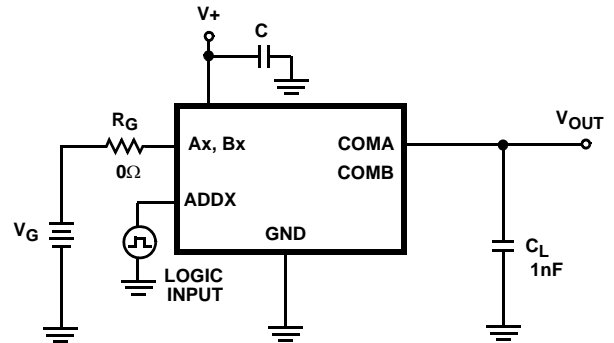 V+
C
RG
0Ω
Ax, Bx
COMA
VOUT
COMB
ADDX
VG
GND
LOGIC
INPUT
CL
1nF